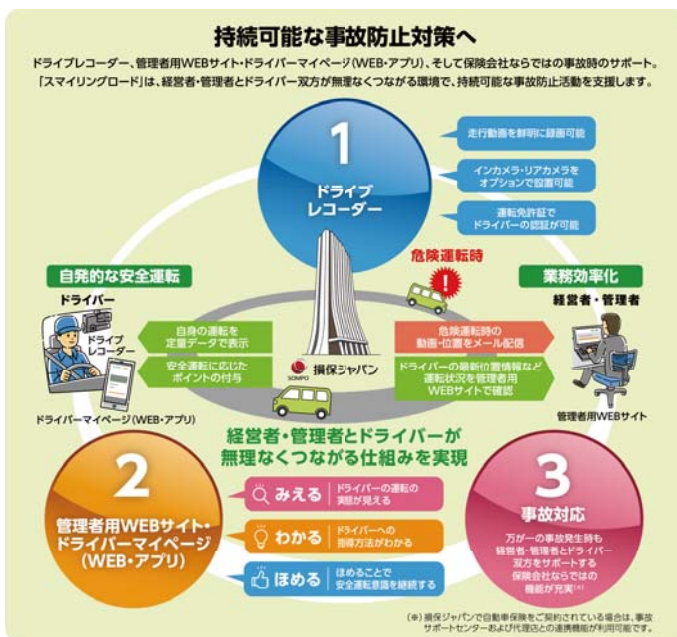 持続可能な事故防止対策へ
ドライブレコーダー、管理者用WEBサイト・ドライバーマイページ(WEB・アプリ)、そして保険会社ならではの事故時のサポート。
「スマイリングロード」は、経営者・管理者とドライバー双方が無理なくつながる環境で、持続可能な事故防止活動を支援します。
1
ドライブ
レコーダー
走行動画を鮮明に録画可能
インカメラ・リアカメラを
オプションで設置可能
運転免許証で
ドライバーの認証が可能
危険運転時
!
自発的な安全運転
ドライバー
ドライブ
レコーダー
ドライバーマイページ(WEB・アプリ)
自身の運転を
定量データで表示
安全運転に応じた
ポイントの付与
SOMPO
損保ジャパン
業務効率化
経営者・管理者
危険運転時の
動画・位置をメール配信
ドライバーの最新位置情報など
運転状況を管理者用
WEBサイトで確認
管理者用WEBサイト
経営者・管理者とドライバーが
無理なくつながる仕組みを実現
2
管理者用WEBサイト・
ドライバーマイページ
(WEB・アプリ)
みえる
ドライバーの運転の
実態が見える
わかる
ドライバーへの
指導方法がわかる
ほめる
ほめることで
安全運転意識を継続する
3
事故対応
万が一の事故発生時も
経営者・管理者とドライバー
双方をサポートする
保険会社ならではの
機能が充実(※)
(※)損保ジャパンで自動車保険をご契約されている場合は、事故
サポートセンターおよび代理店との連携機能が利用可能です。